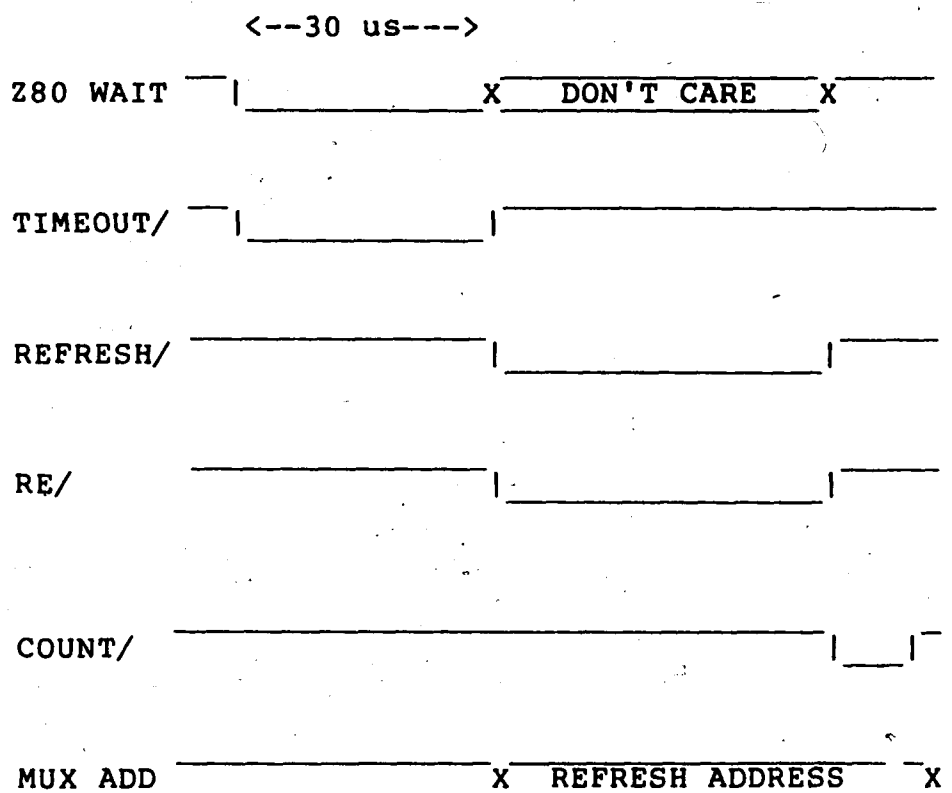 <--30 us--->
Z80 WAIT X DON'T CARE X
TIMEOUT/
REFRESH/
RE/
COUNT/
MUX ADD X REFRESH ADDRESS X